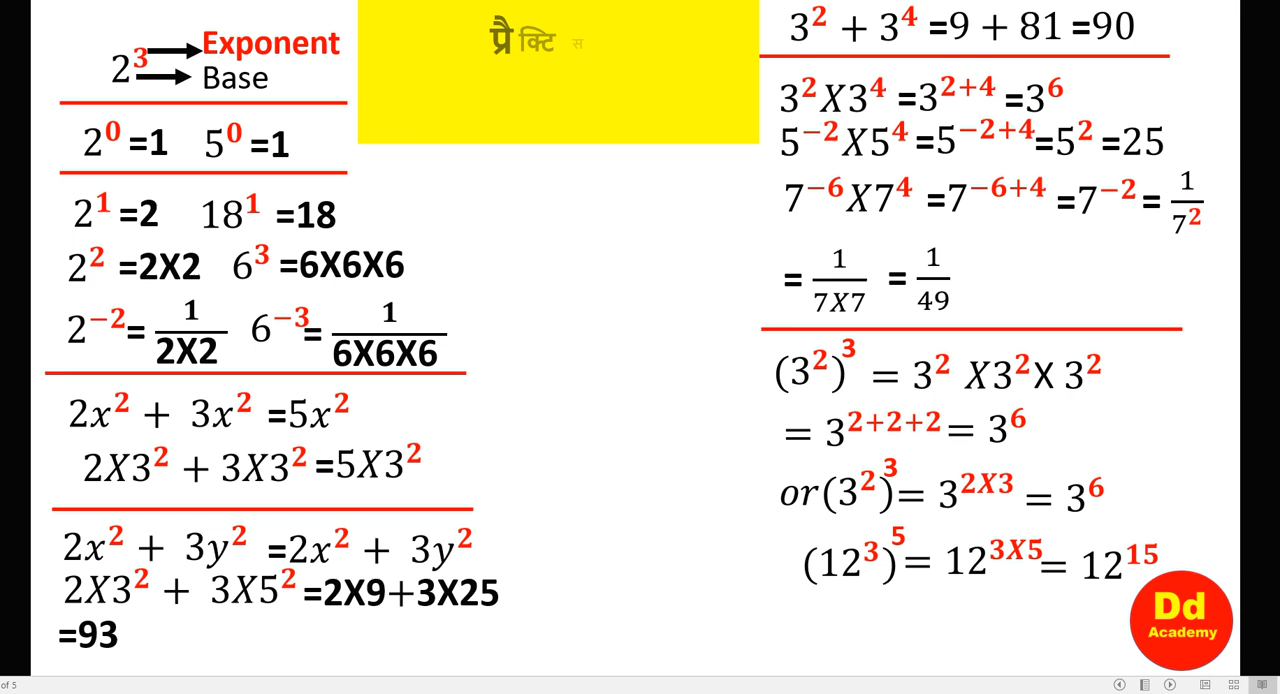 2³ → Exponent
→ Base
2⁰ =1 5⁰ =1
2¹ =2 18¹ =18
2² =2X2 6³ =6X6X6
2⁻² = 1/(2X2) 6⁻³ = 1/(6X6X6)
2x² + 3x² =5x²
2X3² + 3X3² =5X3²
2x² + 3y² =2x² + 3y²
2X3² + 3X5² =2X9+3X25
=93
प्रैक्टि स
3² + 3⁴ =9 + 81 =90
3²X3⁴ =3²⁺⁴ =3⁶
5⁻²X5⁴ =5⁻²⁺⁴ =5² =25
7⁻⁶X7⁴ =7⁻⁶⁺⁴ =7⁻² = 1/7²
= 1/(7X7) = 1/49
(3²)³ = 3² X3²X 3²
= 3²⁺²⁺² = 3⁶
or(3²)³ = 3²ˣ³ = 3⁶
(12³)⁵ = 12³ˣ⁵ = 12¹⁵
Dd
Academy
of 5